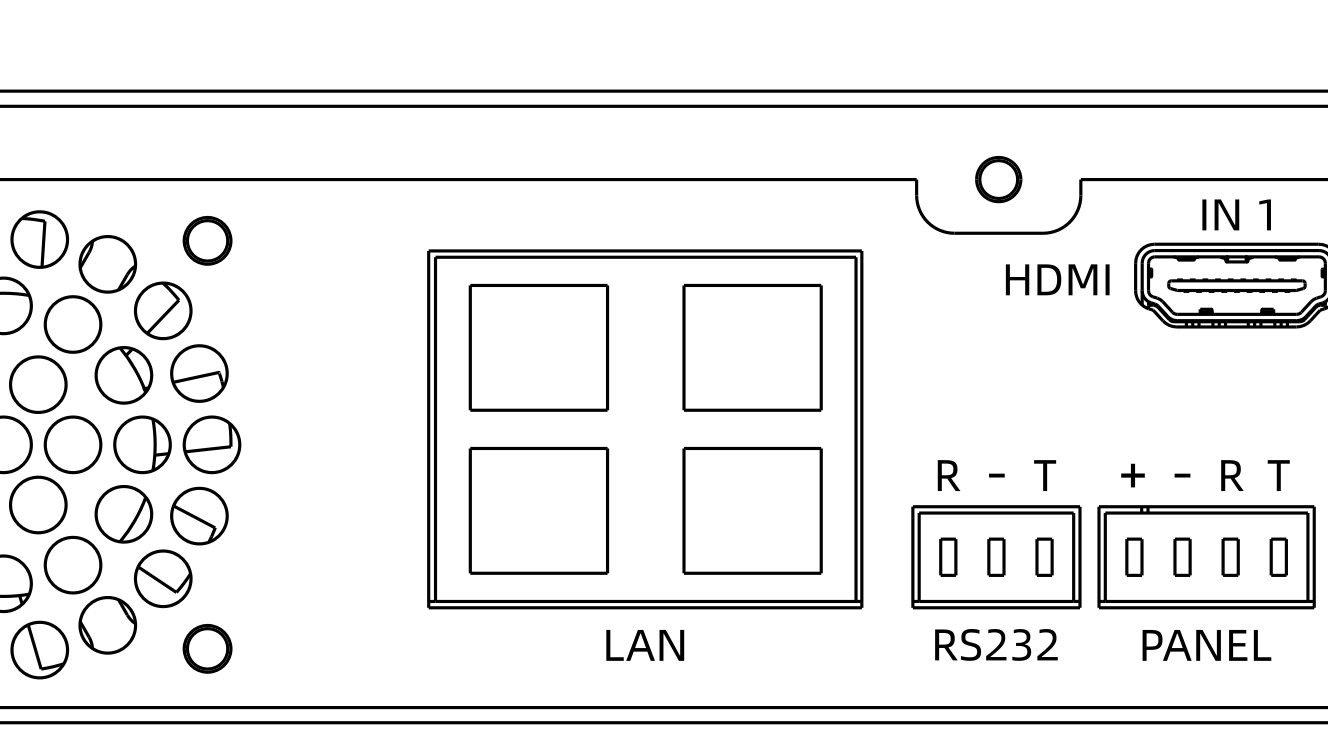 IN 1
HDMI
R - T
+ - R T
LAN
RS232
PANEL